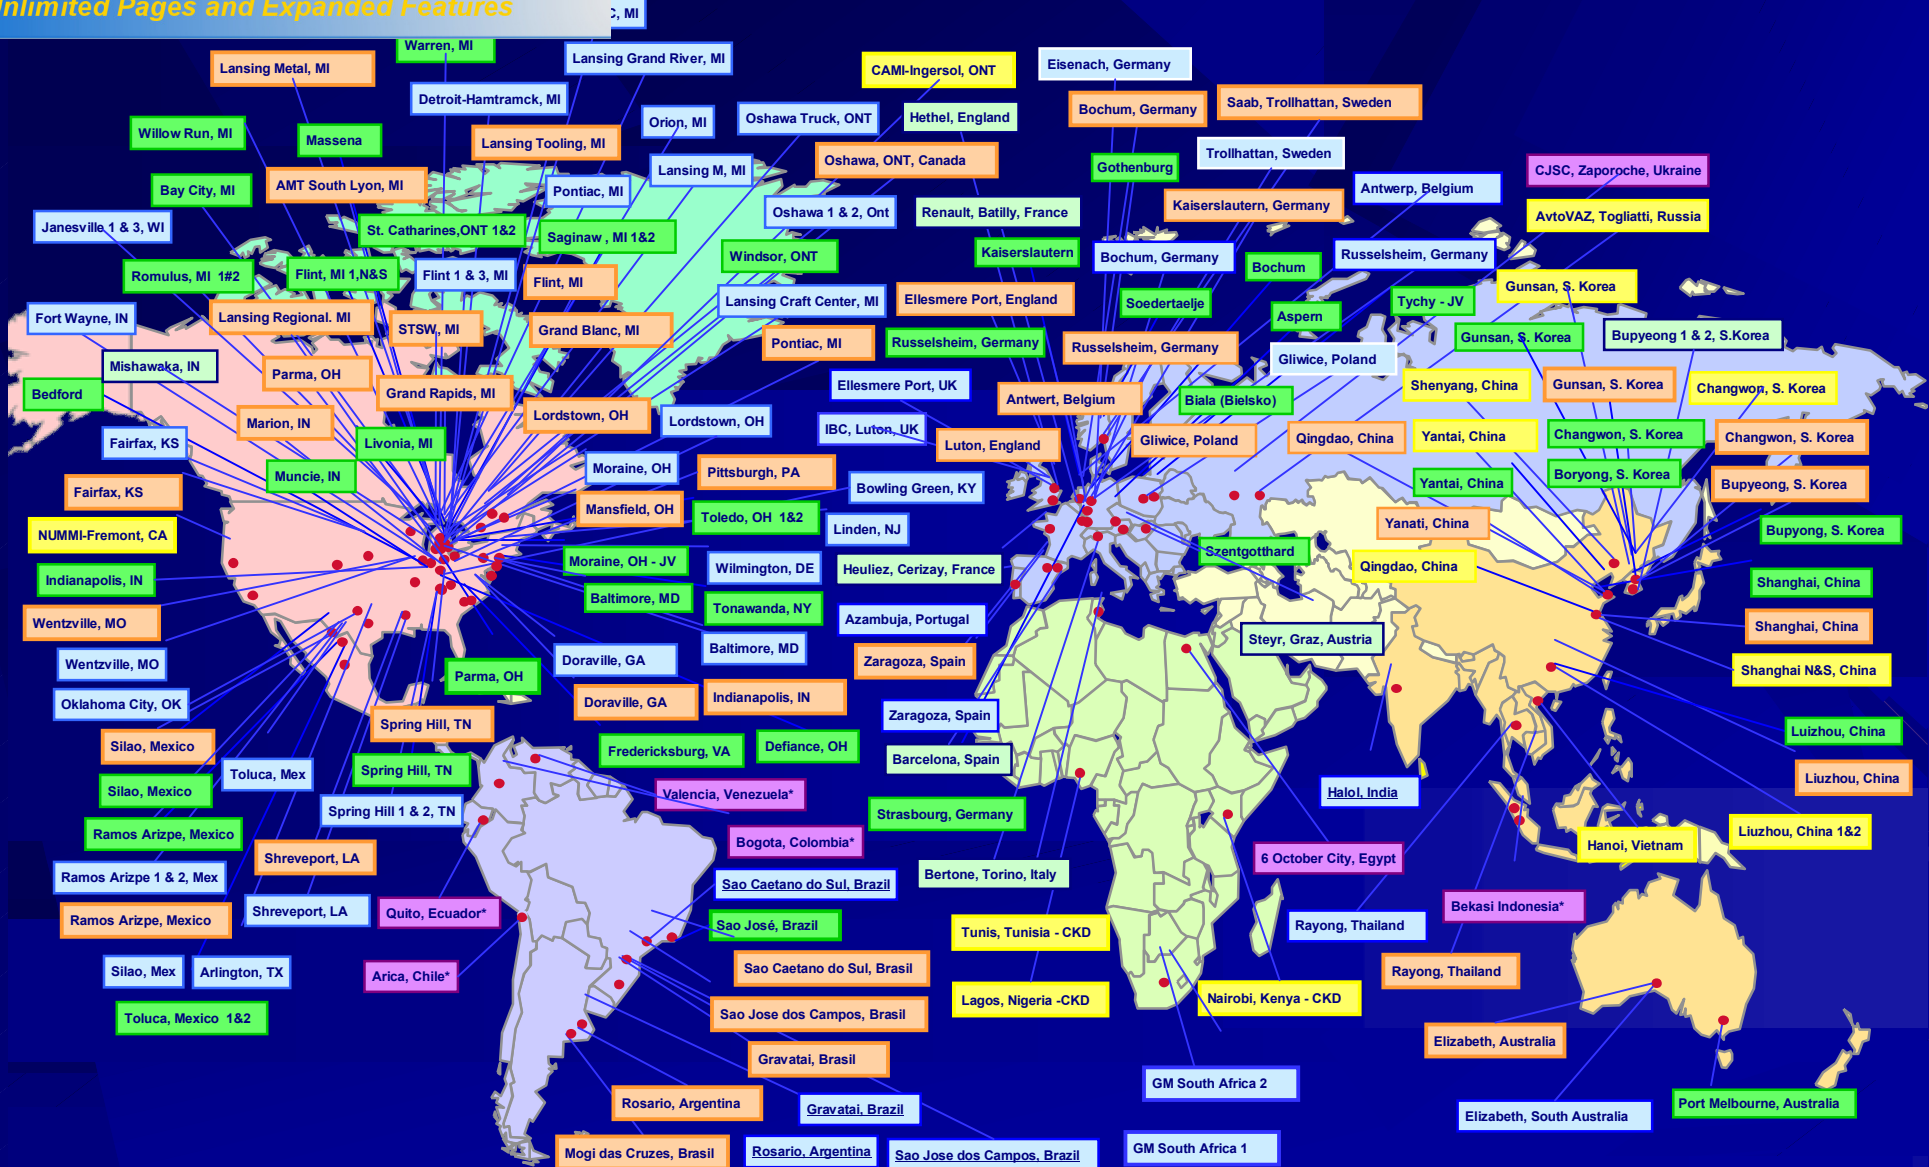 Unlimited Pages and Expanded Features
C, MI
Warren, MI
Lansing Grand River, MI
Lansing Metal, MI
CAMI-Ingersol, ONT
Eisenach, Germany
Detroit-Hamtramck, MI
Bochum, Germany
Saab, Trollhattan, Sweden
Willow Run, MI
Massena
Orion, MI
Oshawa Truck, ONT
Hethel, England
Lansing Tooling, MI
Oshawa, ONT, Canada
Gothenburg
Trollhattan, Sweden
CJSC, Zaporoche, Ukraine
Bay City, MI
AMT South Lyon, MI
Pontiac, MI
Lansing M, MI
Antwerp, Belgium
Janesville 1 & 3, WI
St. Catharines,ONT 1&2
Saginaw , MI 1&2
Oshawa 1 & 2, Ont
Renault, Batilly, France
Kaiserslautern, Germany
AvtoVAZ, Togliatti, Russia
Romulus, MI 1#2
Flint, MI 1,N&S
Flint 1 & 3, MI
Flint, MI
Windsor, ONT
Kaiserslautern
Bochum, Germany
Bochum
Russelsheim, Germany
Fort Wayne, IN
Lansing Regional. MI
STSW, MI
Grand Blanc, MI
Lansing Craft Center, MI
Ellesmere Port, England
Soedertaelje
Aspern
Tychy - JV
Gunsan, S. Korea
Mishawaka, IN
Parma, OH
Pontiac, MI
Russelsheim, Germany
Russelsheim, Germany
Gliwice, Poland
Gunsan, S. Korea
Bupyeong 1 & 2, S.Korea
Bedford
Grand Rapids, MI
Ellesmere Port, UK
Antwert, Belgium
Biala (Bielsko)
Shenyang, China
Gunsan, S. Korea
Changwon, S. Korea
Marion, IN
Lordstown, OH
Lordstown, OH
IBC, Luton, UK
Fairfax, KS
Livonia, MI
Luton, England
Gliwice, Poland
Qingdao, China
Yantai, China
Changwon, S. Korea
Changwon, S. Korea
Muncie, IN
Moraine, OH
Pittsburgh, PA
Bowling Green, KY
Yantai, China
Boryong, S. Korea
Bupyeong, S. Korea
Fairfax, KS
Mansfield, OH
Toledo, OH 1&2
Linden, NJ
Yanati, China
Bupyong, S. Korea
NUMMI-Fremont, CA
Moraine, OH - JV
Wilmington, DE
Heuliez, Cerizay, France
Szentgotthard
Qingdao, China
Indianapolis, IN
Baltimore, MD
Tonawanda, NY
Shanghai, China
Wentzville, MO
Azambuja, Portugal
Steyr, Graz, Austria
Shanghai, China
Wentzville, MO
Doraville, GA
Baltimore, MD
Zaragoza, Spain
Shanghai N&S, China
Oklahoma City, OK
Parma, OH
Doraville, GA
Indianapolis, IN
Zaragoza, Spain
Silao, Mexico
Spring Hill, TN
Fredericksburg, VA
Defiance, OH
Barcelona, Spain
Luizhou, China
Silao, Mexico
Toluca, Mex
Spring Hill, TN
Valencia, Venezuela*
Halol, India
Liuzhou, China
Ramos Arizpe, Mexico
Spring Hill 1 & 2, TN
Strasbourg, Germany
Bogota, Colombia*
Hanoi, Vietnam
Liuzhou, China 1&2
Shreveport, LA
6 October City, Egypt
Ramos Arizpe 1 & 2, Mex
Bertone, Torino, Italy
Sao Caetano do Sul, Brazil
Ramos Arizpe, Mexico
Shreveport, LA
Quito, Ecuador*
Sao José, Brazil
Tunis, Tunisia - CKD
Rayong, Thailand
Bekasi Indonesia*
Silao, Mex
Arlington, TX
Arica, Chile*
Sao Caetano do Sul, Brasil
Rayong, Thailand
Toluca, Mexico 1&2
Sao Jose dos Campos, Brasil
Lagos, Nigeria -CKD
Nairobi, Kenya - CKD
Gravatai, Brasil
Elizabeth, Australia
GM South Africa 2
Rosario, Argentina
Gravatai, Brazil
Elizabeth, South Australia
Port Melbourne, Australia
Mogi das Cruzes, Brasil
Rosario, Argentina
Sao Jose dos Campos, Brazil
GM South Africa 1